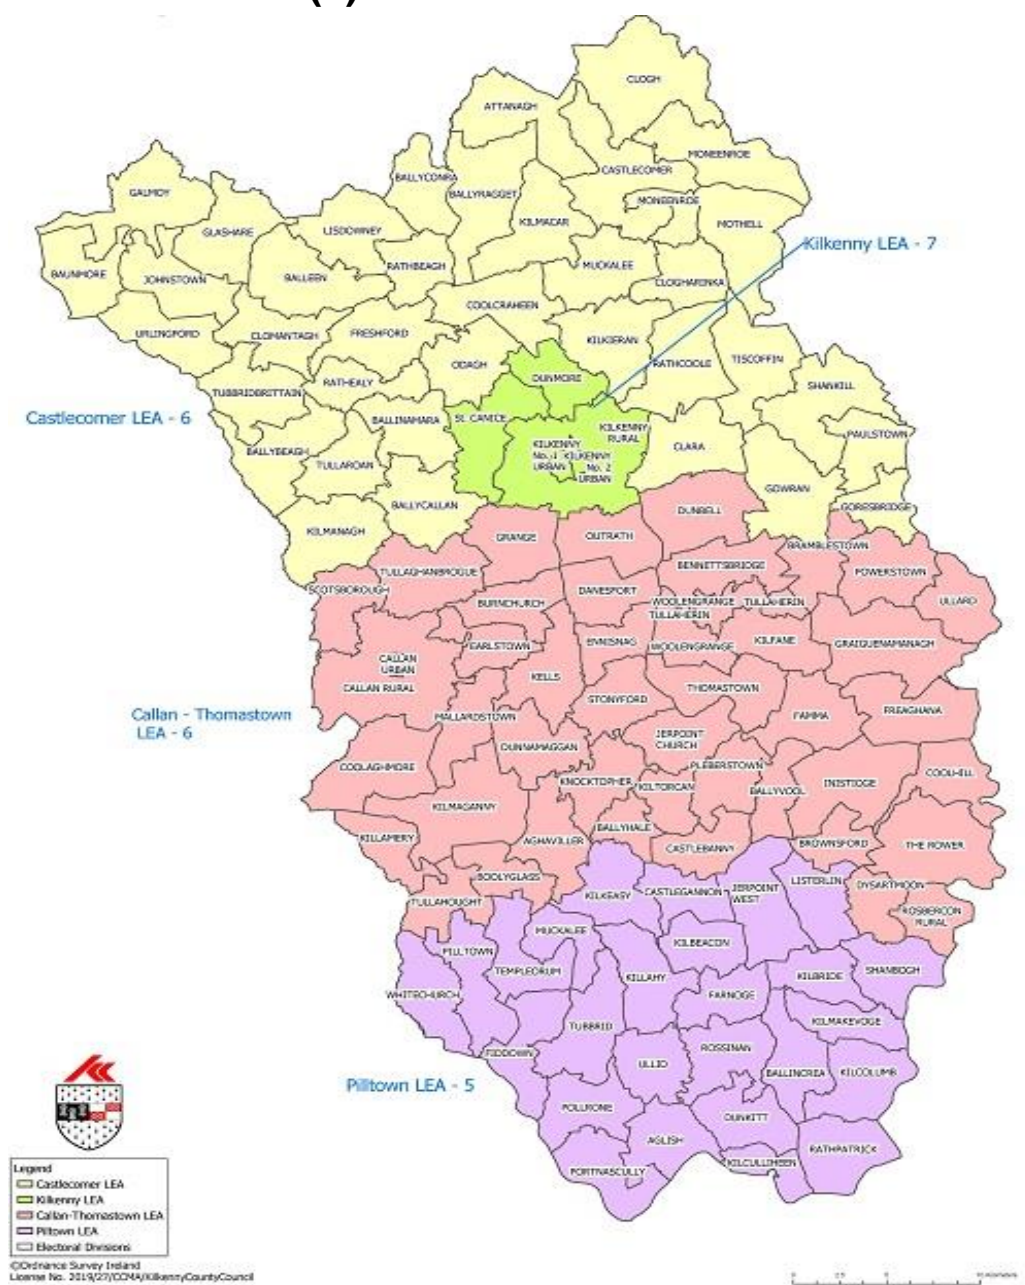 CLOGH
ATTANAGH
MONEENROE
CASTLECOMER
BALLYCONRA
GALMOY
BALLYRAGGET
MONEENROE
KILMACAR
MOTHELL
GLASHARE
LISDOWNEY
Kilkenny LEA - 7
BAUNMORE
JOHNSTOWN
BALLEEN
RATHBEAGH
MUCKALEE
CLOGHARINKA
COOLCRAHEEN
URLINGFORD
CLOMANTAGH
FRESHFORD
KILKIERAN
ODAGH
RATHCOOLE
TISCOFFIN
RATHEALY
DUNMORE
SHANKILL
TUBBRIDBRITTAIN
Castlecomer LEA - 6
BALLINAMARA
ST. CANICE
KILKENNY
RURAL
PAULSTOWN
CLARA
BALLYBEAGH
TULLAROAN
KILKENNY
No. 1
URBAN
KILKENNY
No. 2
URBAN
GOWRAN
BALLYCALLAN
GORESBRIDGE
DUNBELL
KILMANAGH
GRANGE
OUTRATH
BRAMBLESTOWN
BENNETTSBRIDGE
POWERSTOWN
TULLAGHANBROGUE
SCOTSBOROUGH
DANESFORT
BURNCHURCH
WOOLENGRANGE
TULLAHERIN
TULLAHERIN
ULLARD
EARLSTOWN
ENNISNAG
WOOLENGRANGE
KILFANE
GRAIGUENAMANAGH
CALLAN
URBAN
CALLAN RURAL
KELLS
STONYFORD
THOMASTOWN
Callan - Thomastown
LEA - 6
MALLARDSTOWN
FAMMA
FREAGHANA
DUNNAMAGGAN
JERPOINT
CHURCH
COOLAGHMORE
PLEBERSTOWN
COOLHILL
KNOCKTOPHER
KILTORCAN
BALLYVOOL
INISTIOGE
KILMAGANNY
BALLYHALE
KILLAMERY
AGHAVILLER
CASTLEBANNY
BROWNSFORD
THE ROWER
BOOLYGLASS
TULLAHOUGHT
KILKEASY
CASTLEGANNON
JERPOINT
WEST
LISTERLIN
DYSARTMOON
ROSBERCON
RURAL
MUCKALEE
PILLTOWN
KILBEACON
TEMPLEORUM
KILLAHY
KILBRIDE
SHANBOGH
WHITECHURCH
FARNOGE
TUBBRID
KILMAKEVOGE
FIDDOWN
ROSSINAN
ULLID
BALLINCREA
KILCOLUMB
Pilltown LEA - 5
POLLRONE
DUNKITT
AGLISH
RATHPATRICK
PORTNASCULLY
KILCULLIHEEN
Legend
Castlecomer LEA
Kilkenny LEA
Callan-Thomastown LEA
Piltown LEA
Electoral Divisions
©Ordnance Survey Ireland
License No. 2019/27/CCMA/KilkennyCountyCouncil